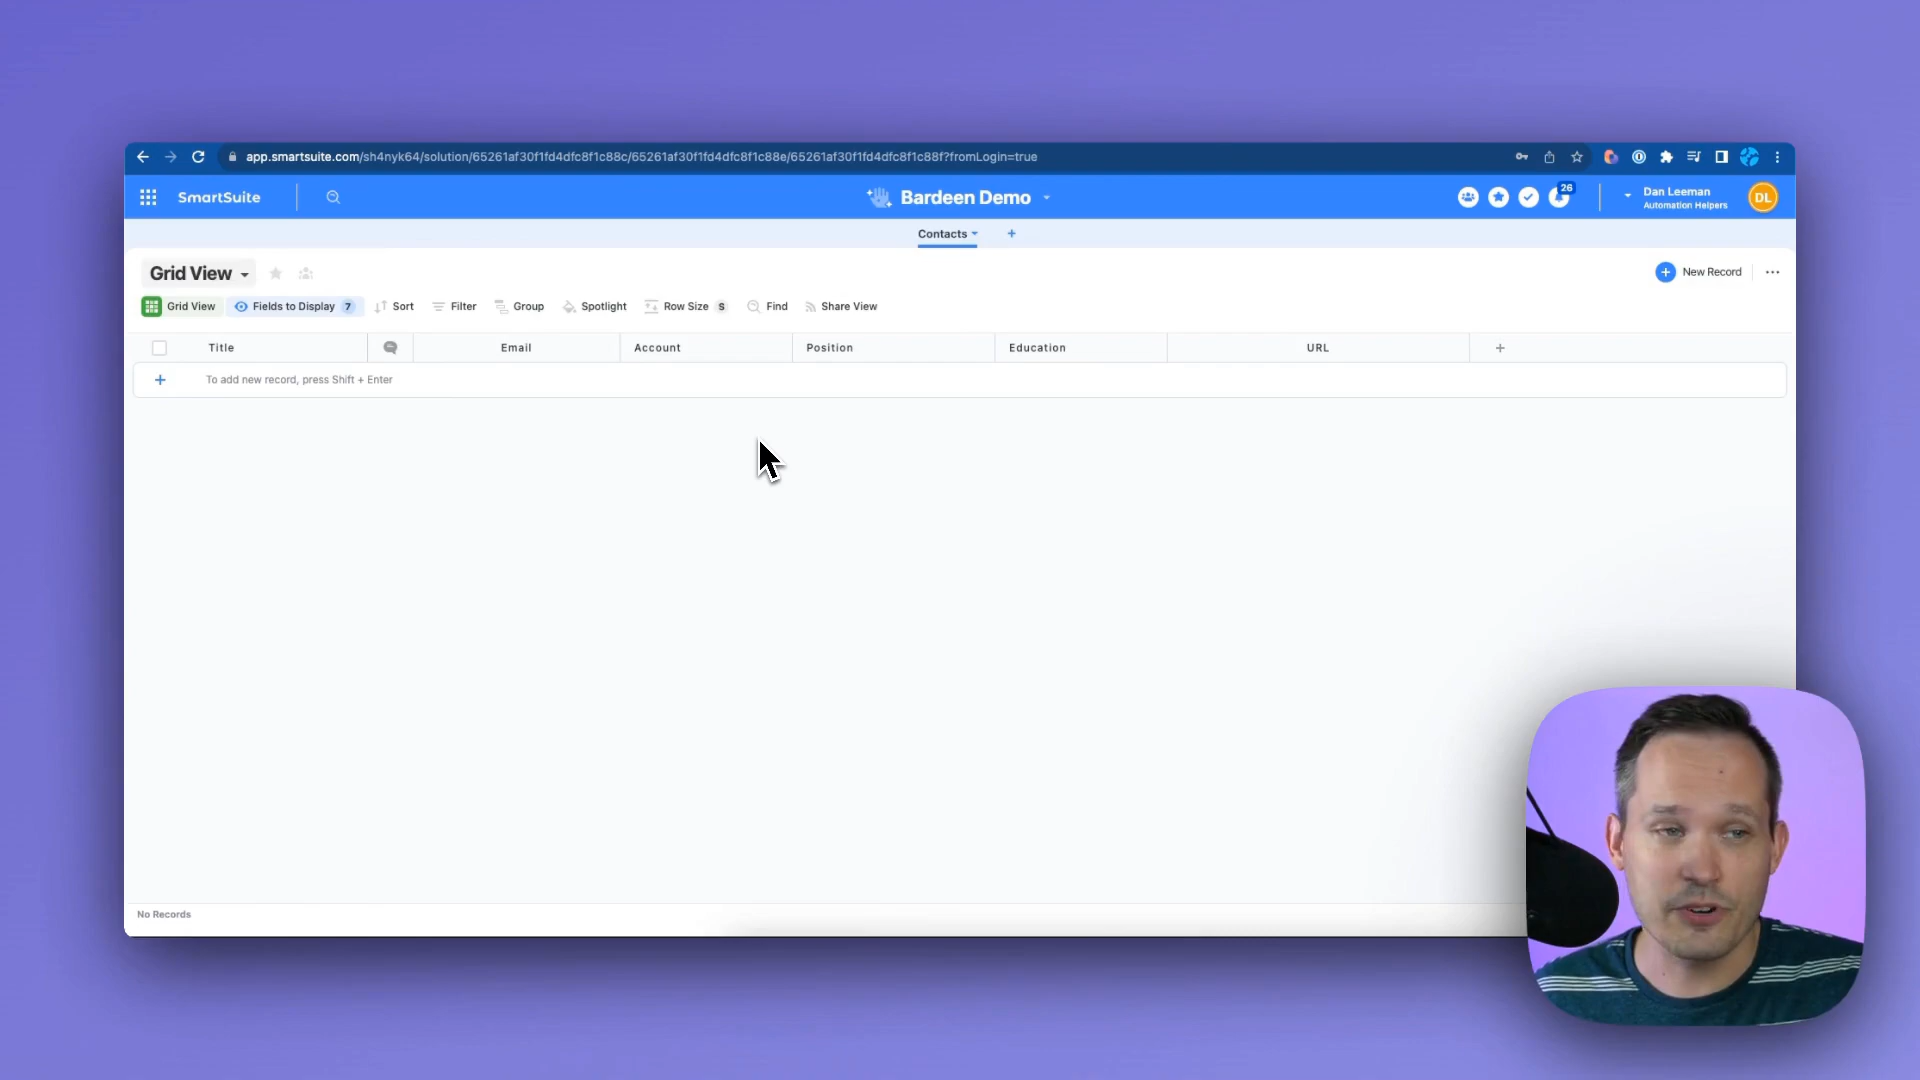 app.smartsuite.com/sh4nyk64/solution/65261af30f1fd4dfc8f1c88c/65261af30f1fd4dfc8f1c88e/65261af30f1fd4dfc8f1c88f?fromLogin=true
SmartSuite
Bardeen Demo
26
Dan Leeman
Automation Helpers
DL
Contacts
Grid View
New Record
Grid View Fields to Display 7 Sort Filter Group Spotlight Row Size S Find Share View
Title Email Account Position Education URL
To add new record, press Shift + Enter
No Records